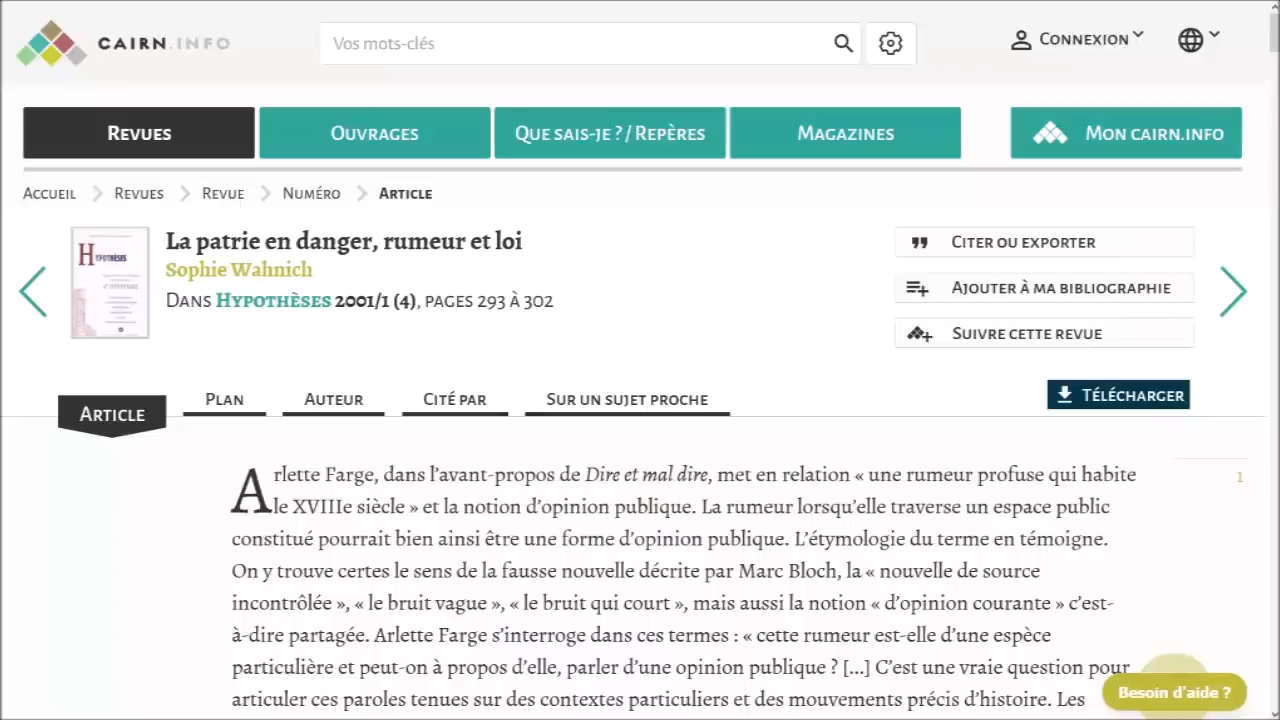 CAIRN.INFO
Vos mots-clés
Connexion
Revues
Ouvrages
Que sais-je ? / Repères
Magazines
Mon cairn.info
Accueil
Revues
Revue
Numéro
Article
Hypothèses
La patrie en danger, rumeur et loi
Sophie Wahnich
Dans Hypothèses 2001/1 (4), pages 293 à 302
Citer ou exporter
Ajouter à ma bibliographie
Suivre cette revue
Article
Plan
Auteur
Cité par
Sur un sujet proche
Télécharger
Arlette Farge, dans l'avant-propos de Dire et mal dire, met en relation « une rumeur profuse qui habite
1
le XVIIIe siècle » et la notion d'opinion publique. La rumeur lorsqu'elle traverse un espace public
constitué pourrait bien ainsi être une forme d'opinion publique. L'étymologie du terme en témoigne.
On y trouve certes le sens de la fausse nouvelle décrite par Marc Bloch, la « nouvelle de source
incontrôlée », « le bruit vague », « le bruit qui court », mais aussi la notion « d'opinion courante » c'est-
à-dire partagée. Arlette Farge s'interroge dans ces termes : « cette rumeur est-elle d'une espèce
particulière et peut-on à propos d'elle, parler d'une opinion publique ? [...] C'est une vraie question pour
articuler ces paroles tenues sur des contextes particuliers et des mouvements précis d'histoire. Les
Besoin d'aide ?